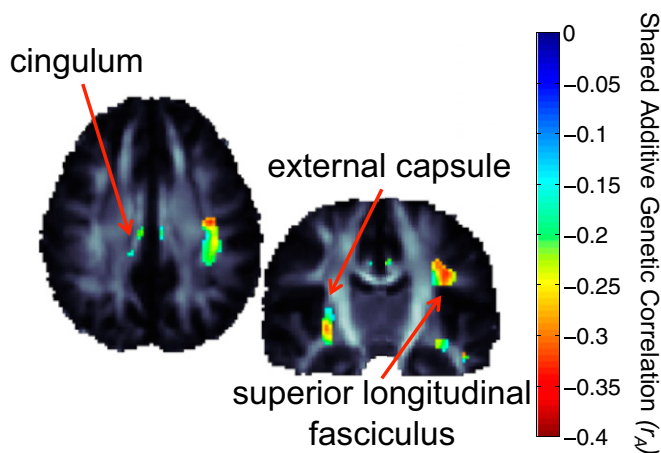 cingulum
external capsule
superior longitudinal
fasciculus
0
−0.05
−0.1
−0.15
−0.2
−0.25
−0.3
−0.35
−0.4
Shared Additive Genetic Correlation (r_A)